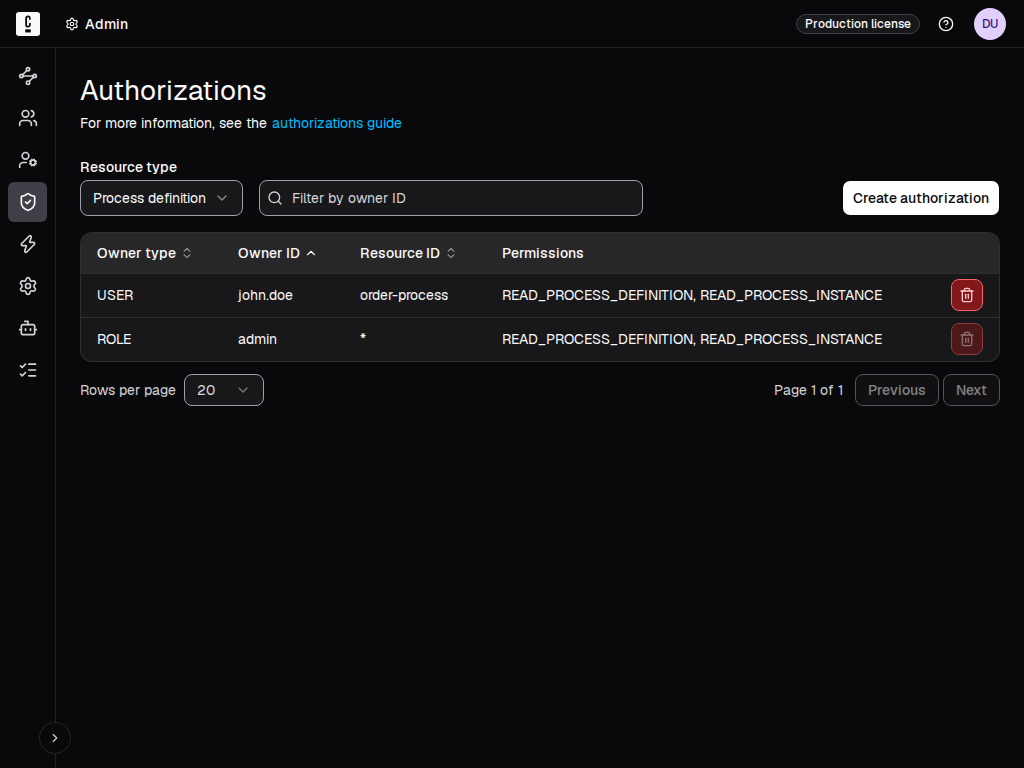 Admin
Production license
DU
Authorizations
For more information, see the authorizations guide
Resource type
Process definition
Filter by owner ID
Create authorization
Owner type Owner ID Resource ID Permissions
USER john.doe order-process READ_PROCESS_DEFINITION, READ_PROCESS_INSTANCE
ROLE admin * READ_PROCESS_DEFINITION, READ_PROCESS_INSTANCE
Rows per page 20 Page 1 of 1 Previous Next